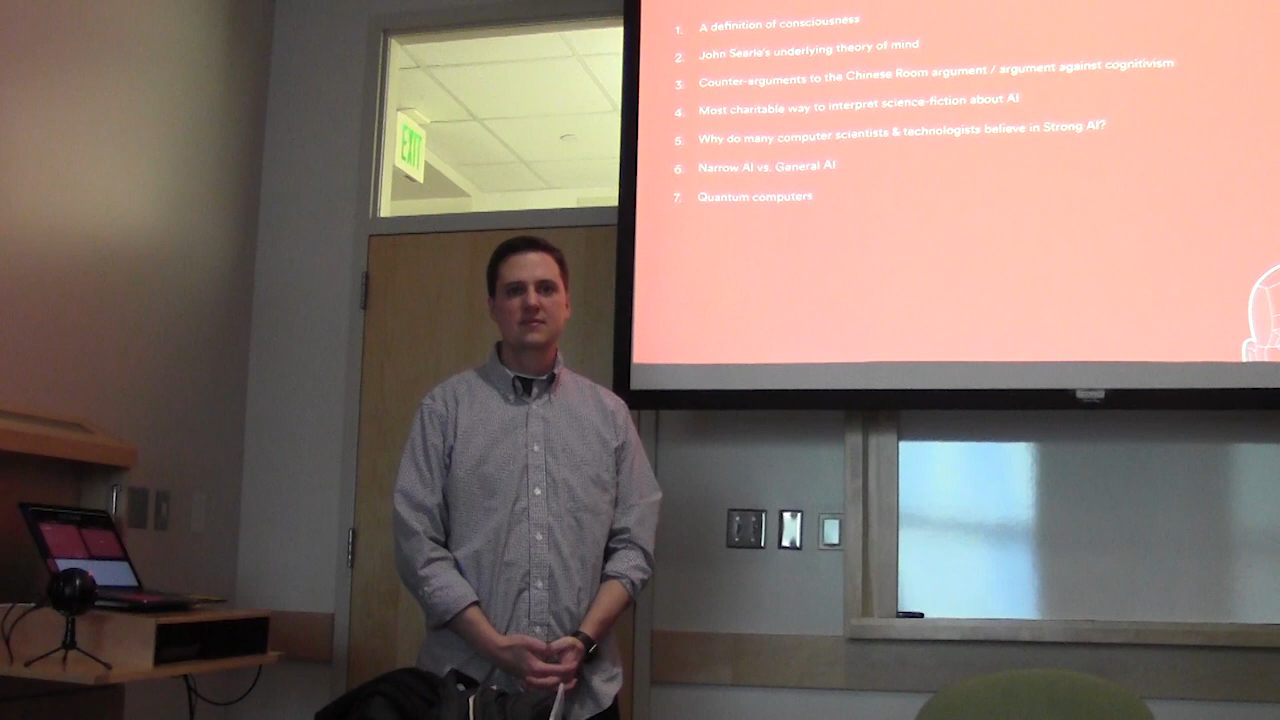 1. A definition of consciousness
2. John Searle's underlying theory of mind
3. Counter-arguments to the Chinese Room argument / argument against cognitivism
4. Most charitable way to interpret science-fiction about AI
5. Why do many computer scientists & technologists believe in Strong AI?
6. Narrow AI vs. General AI
7. Quantum computers
EXIT